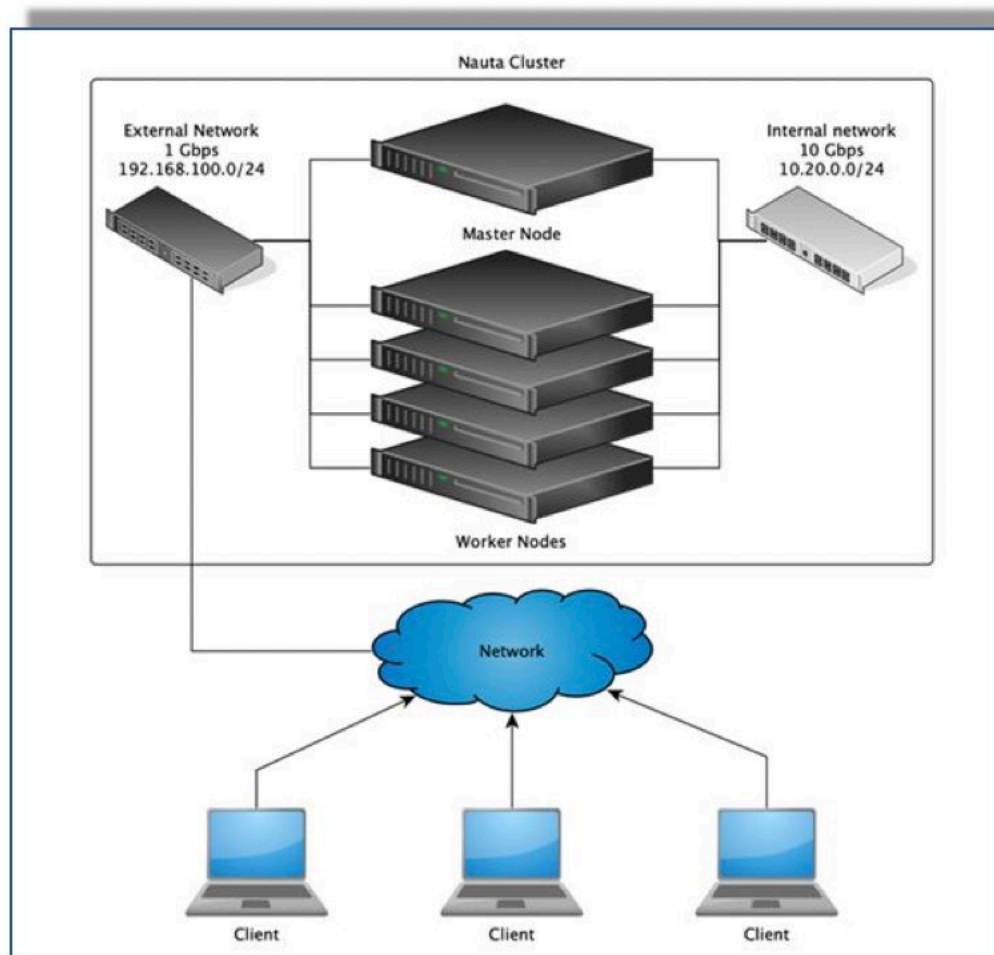 Nauta Cluster
External Network
1 Gbps
192.168.100.0/24
Internal network
10 Gbps
10.20.0.0/24
Master Node
Worker Nodes
Network
Client
Client
Client